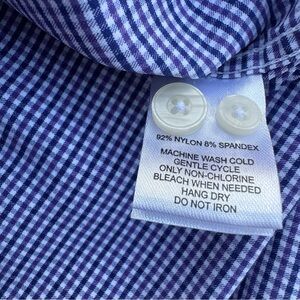 92% NYLON 8% SPANDEX
MACHINE WASH COLD
GENTLE CYCLE
ONLY NON-CHLORINE
BLEACH WHEN NEEDED
HANG DRY
DO NOT IRON